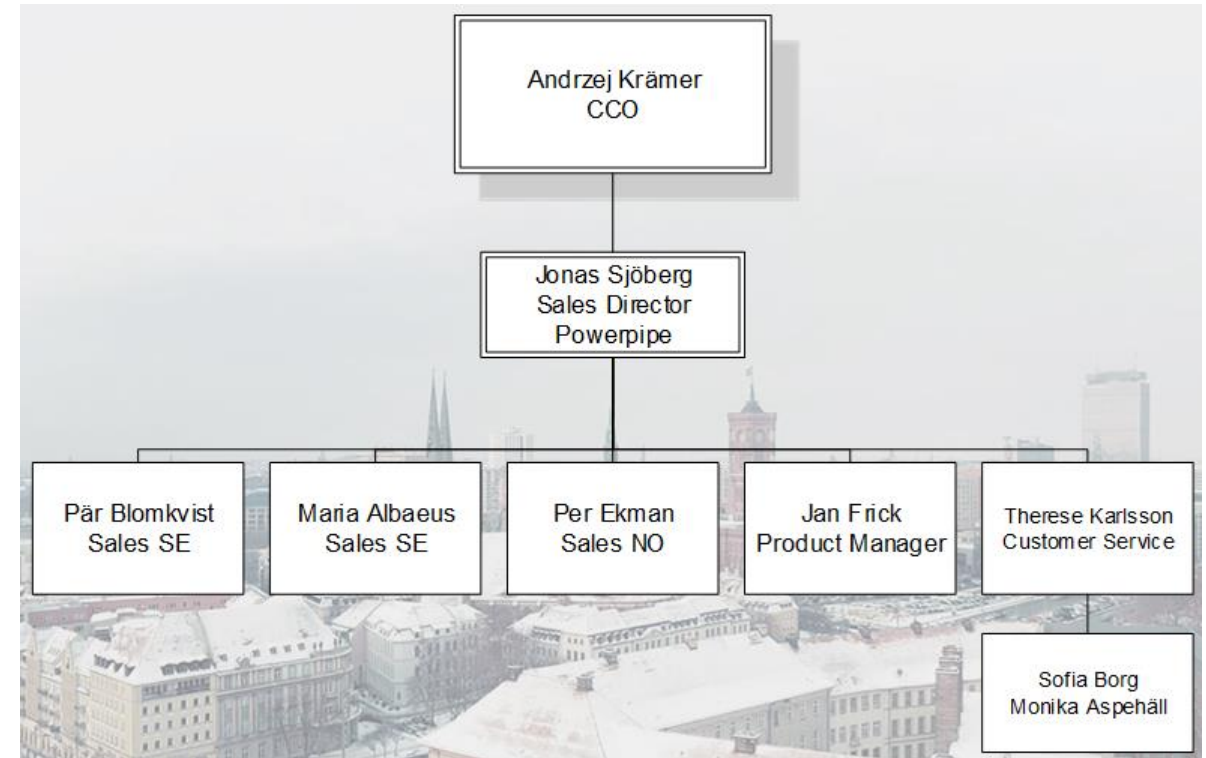 Andrzej Krämer
CCO
Jonas Sjöberg
Sales Director
Powerpipe
Pär Blomkvist
Sales SE
Maria Albaeus
Sales SE
Per Ekman
Sales NO
Jan Frick
Product Manager
Therese Karlsson
Customer Service
Sofia Borg
Monika Aspehäll